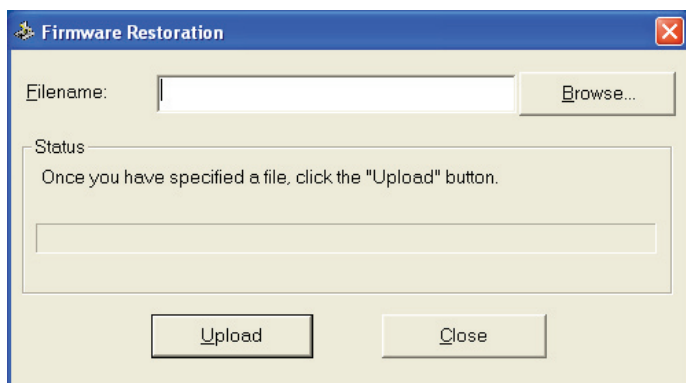 Firmware Restoration
Filename:
Browse...
Status
Once you have specified a file, click the "Upload" button.
Upload
Close